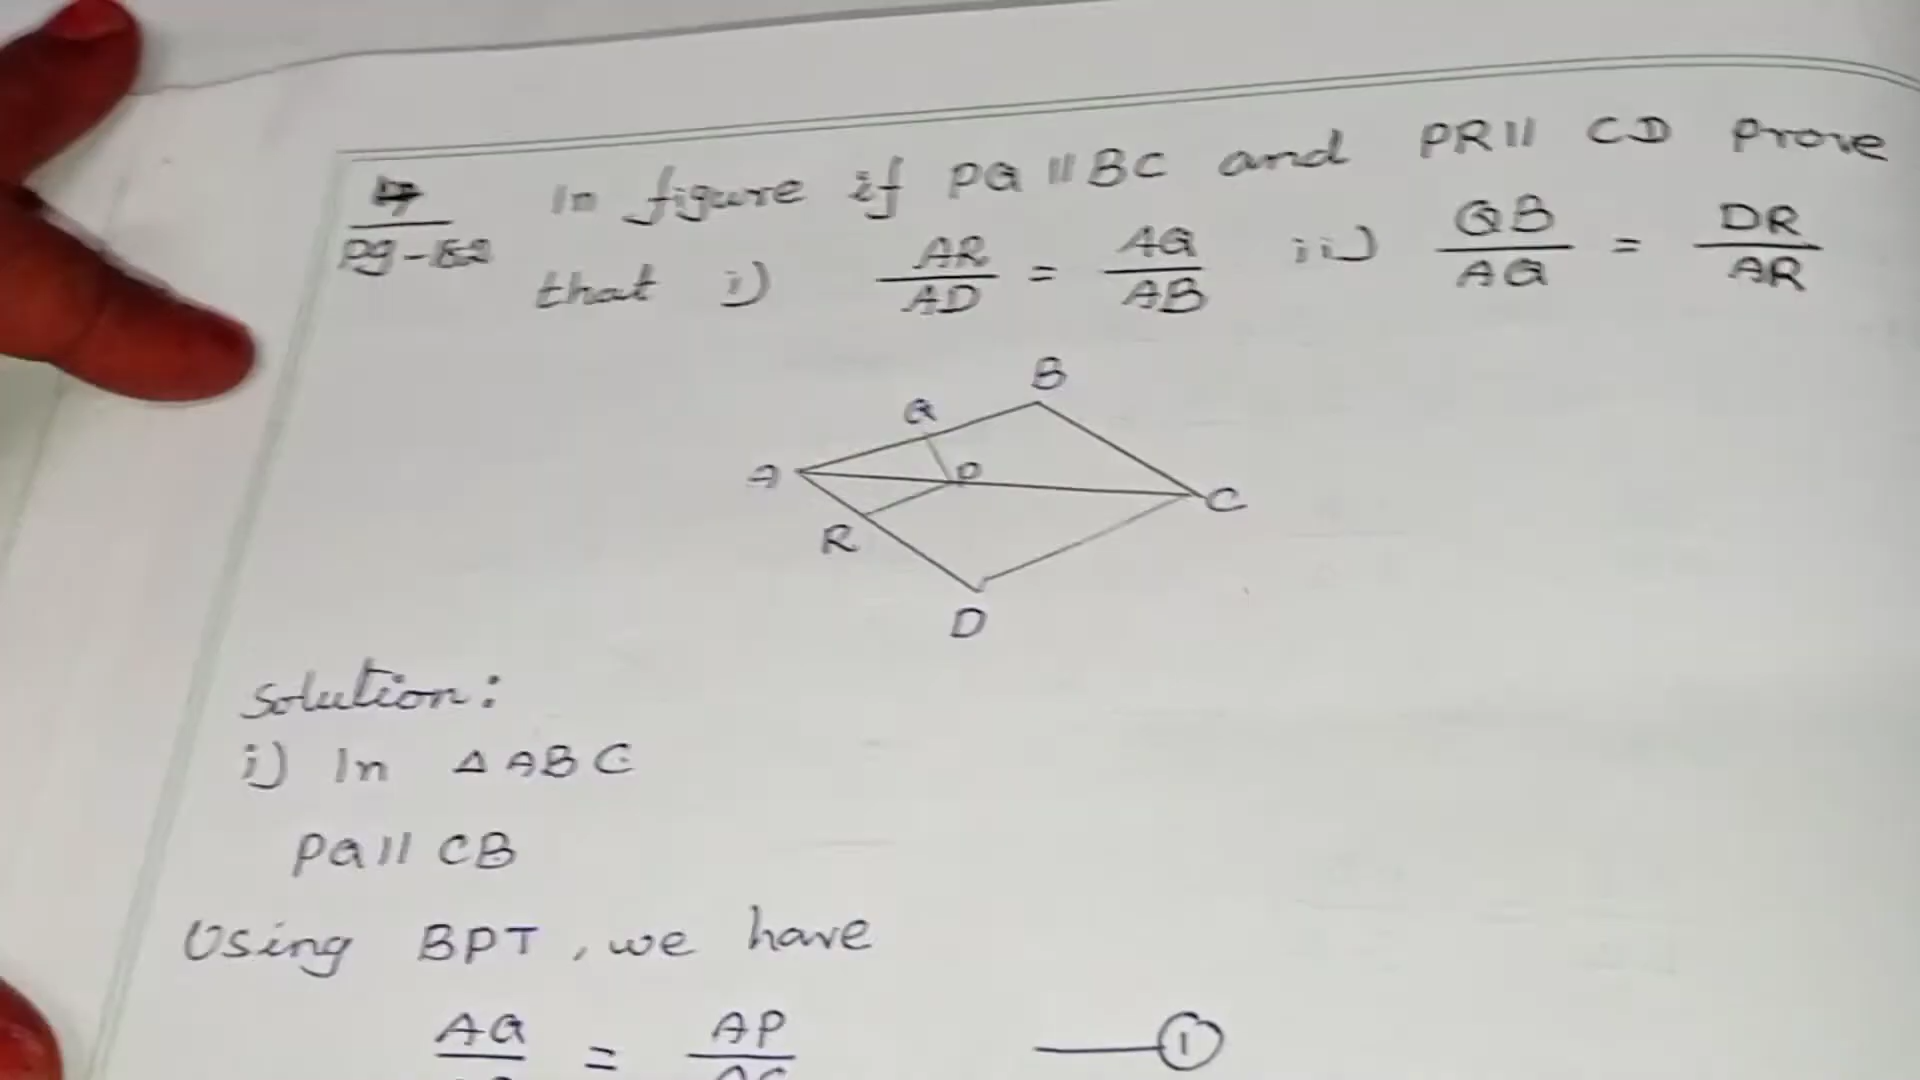 In figure if PQ || BC and PR || CD Prove
Pg-
that i) AR/AD = AQ/AB ii) QB/AQ = DR/AR
B
Q
A
P
C
R
D
Solution:
i) In △ABC
PQ || CB
Using BPT, we have
AQ = AP ——①